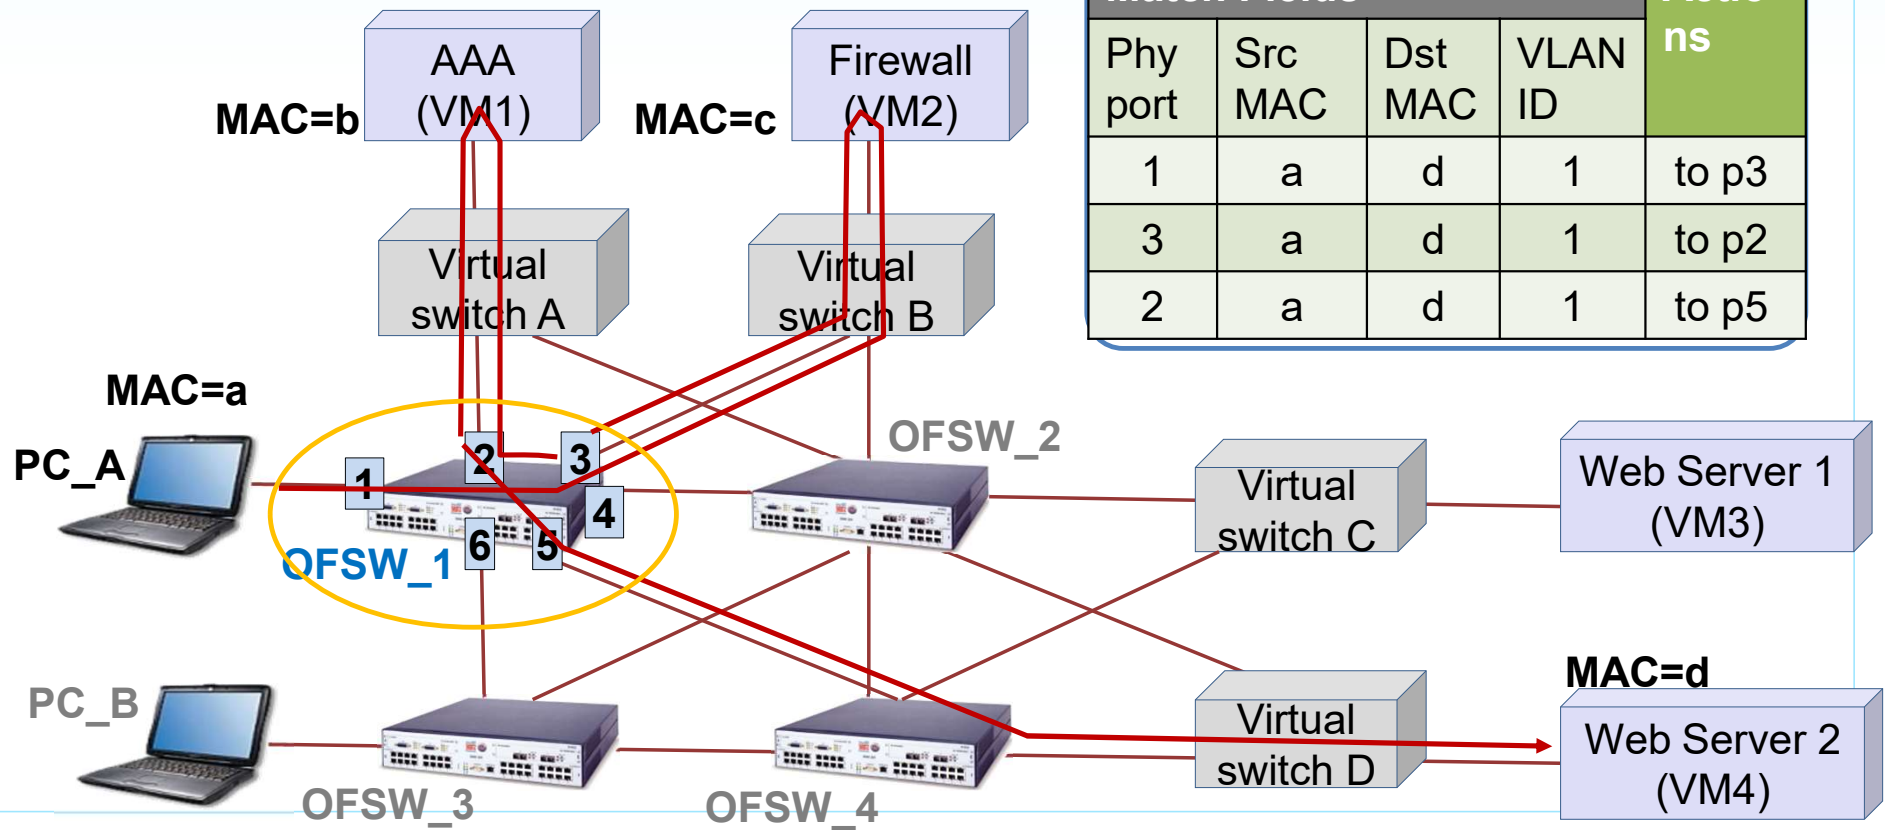 AAA
(VM1)
MAC=b
Firewall
(VM2)
MAC=c
Phy port
Src MAC
Dst MAC
VLAN ID
ns
1 a d 1 to p3
3 a d 1 to p2
2 a d 1 to p5
Virtual
switch A
Virtual
switch B
MAC=a
PC_A
1
2
3
4
5
6
OFSW_1
OFSW_2
Virtual
switch C
Web Server 1
(VM3)
PC_B
OFSW_3
OFSW_4
Virtual
switch D
MAC=d
Web Server 2
(VM4)